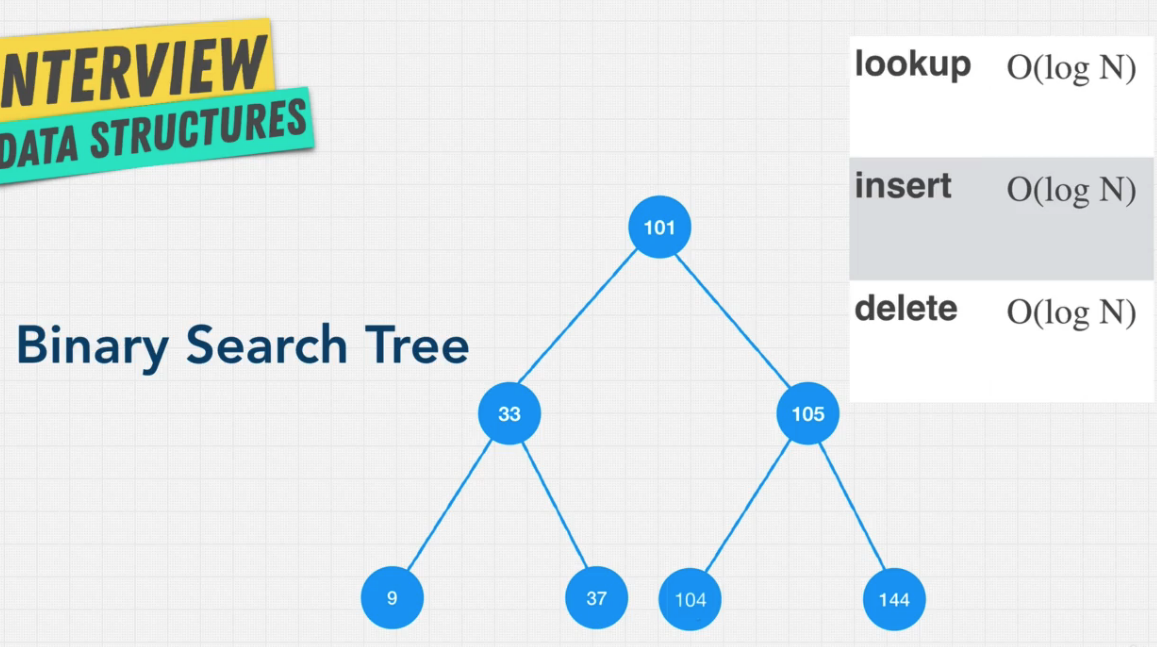 NTERVIEW
DATA STRUCTURES
lookup O(log N)
insert O(log N)
delete O(log N)
Binary Search Tree
101
33 105
9 37 104 144